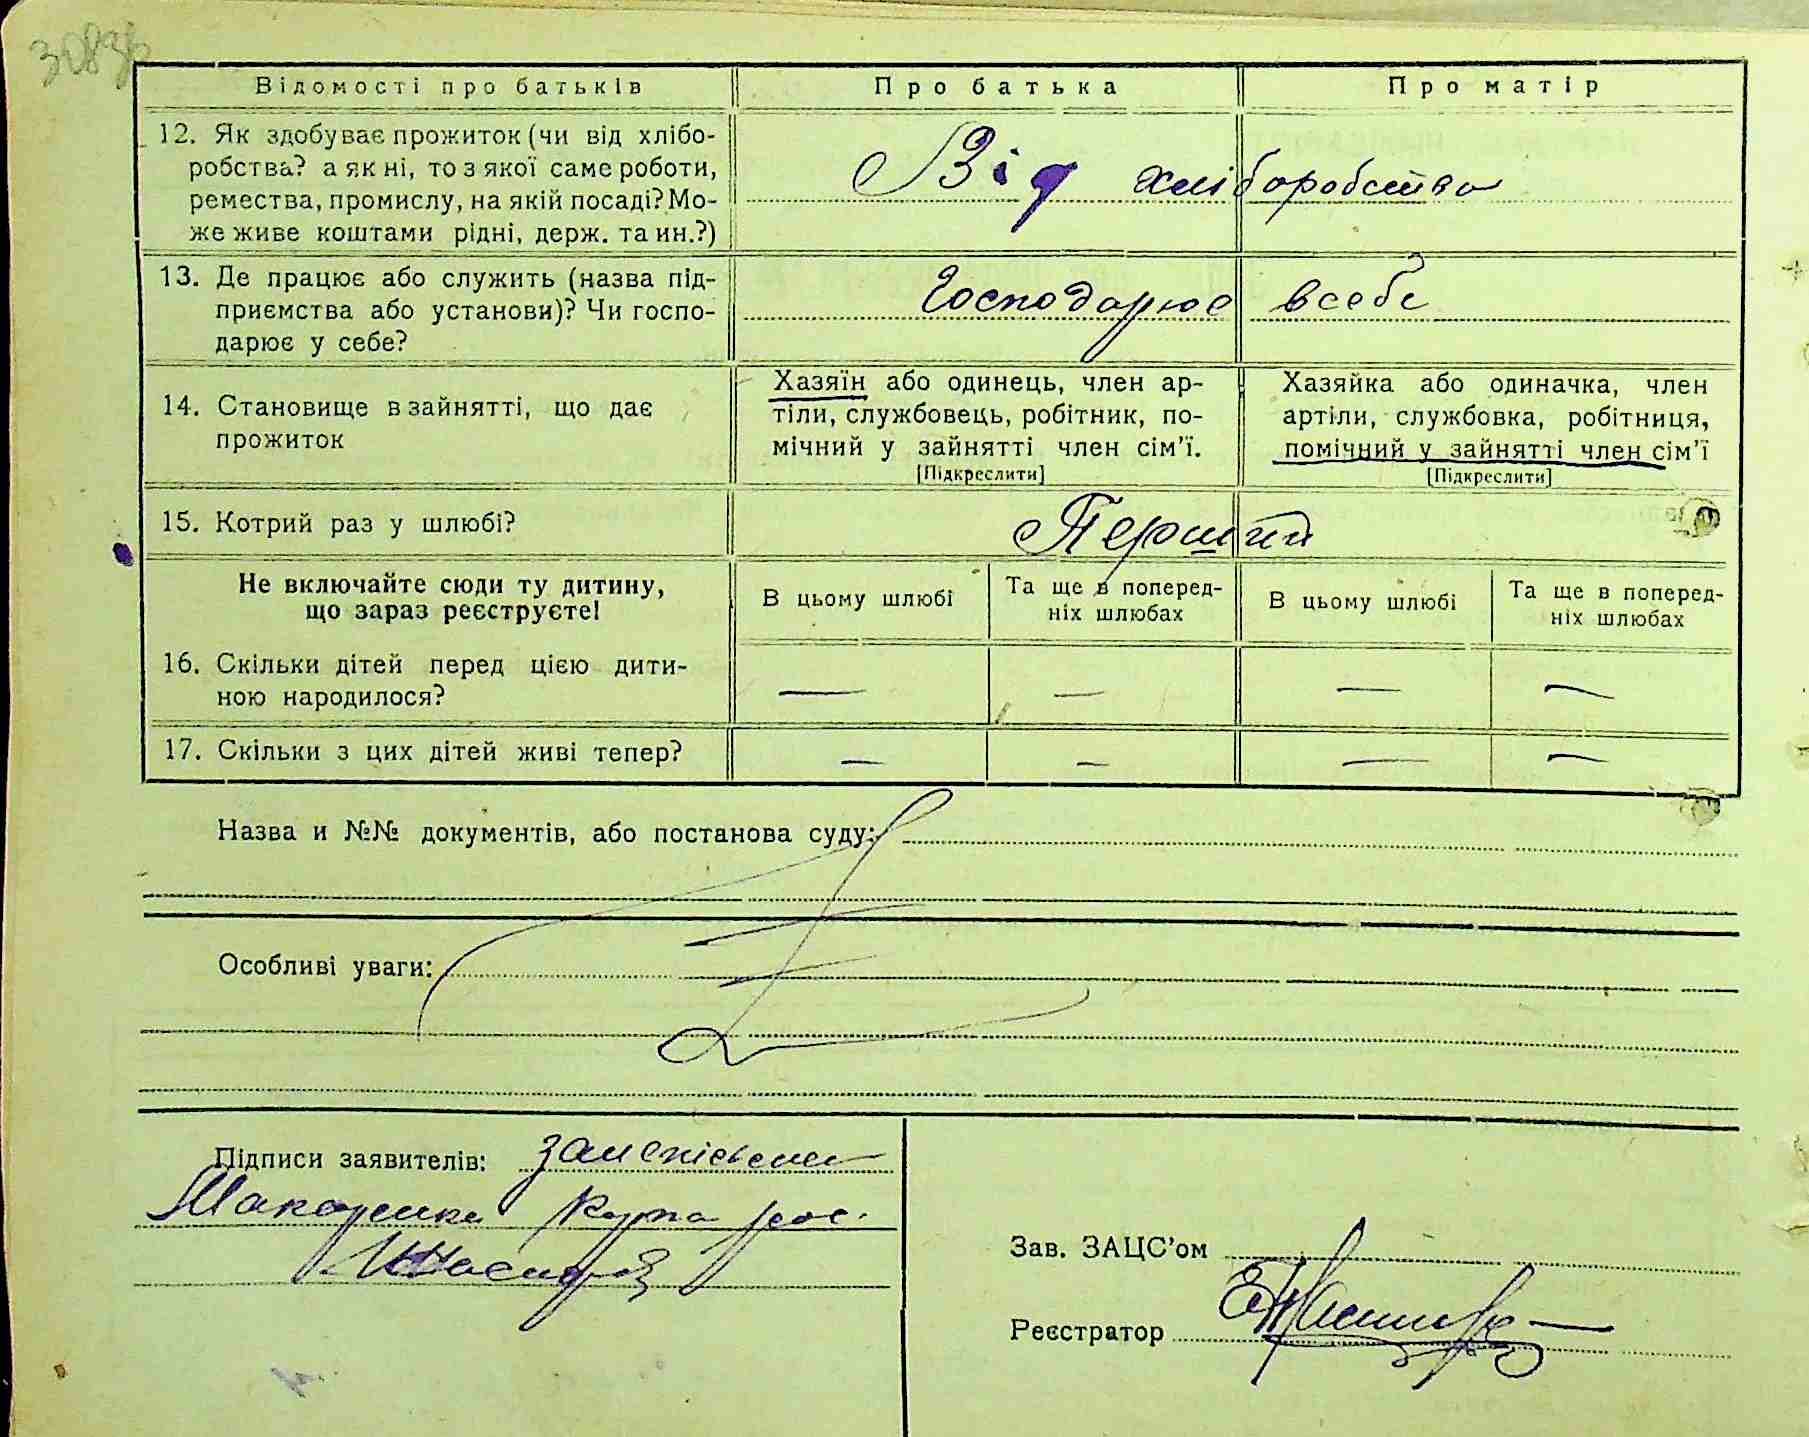 Відомості про батьків
Про батька
Про матір
12. Як здобуває прожиток (чи від хлібо-
робства? а як ні, то з якої саме роботи,
ремества, промислу, на якій посаді? Мо-
же живе коштами рідні, держ. та ин.?)
Від хліборобства
13. Де працює або служить (назва під-
приємства або установи)? Чи госпо-
дарює у себе?
Господарює в себе
14. Становище в зайнятті, що дає
прожиток
Хазяїн або одинець, член ар-
тіли, службовець, робітник, по-
мічний у зайнятті член сім'ї.
[Підкреслити]
Хазяйка або одиначка, член
артіли, службовка, робітниця,
помічний у зайнятті член сім'ї
[Підкреслити]
15. Котрий раз у шлюбі?
Перший
Не включайте сюди ту дитину,
що зараз реєструєте!
В цьому шлюбі
Та ще в поперед-
ніх шлюбах
В цьому шлюбі
Та ще в поперед-
ніх шлюбах
16. Скільки дітей перед цією дити-
ною народилося?
— — — —
17. Скільки з цих дітей живі тепер?
— — — —
Назва и №№ документів, або постанова суду:
Особливі уваги:
Підписи заявителів:
Зав. ЗАЦС'ом
Реєстратор